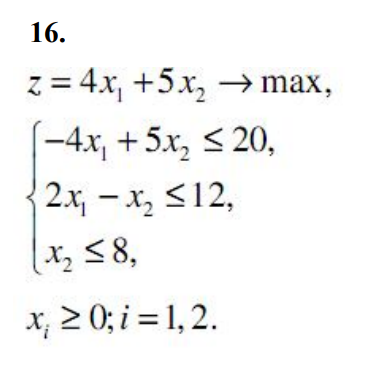 16.
z = 4x₁ + 5x₂ → max,
−4x₁ + 5x₂ ≤ 20,
2x₁ − x₂ ≤ 12,
x₂ ≤ 8,
xᵢ ≥ 0; i = 1, 2.